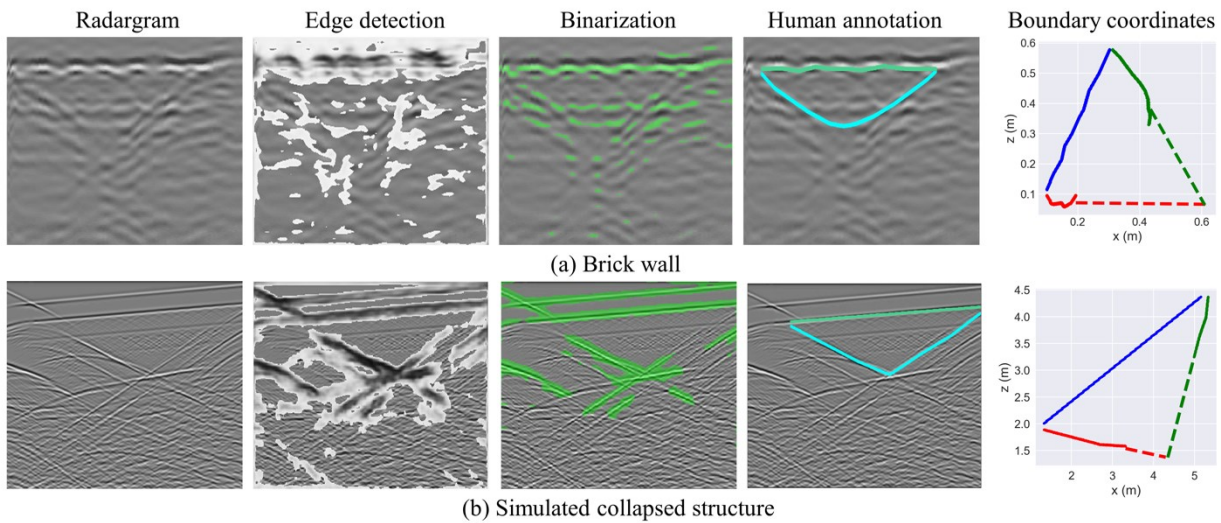 Radargram Edge detection Binarization Human annotation Boundary coordinates
0.6
0.5
0.4
0.3
0.2
0.1
z (m)
0.2 0.4 0.6
x (m)
(a) Brick wall
4.5
4.0
3.5
3.0
2.5
2.0
1.5
z (m)
2 3 4 5
x (m)
(b) Simulated collapsed structure